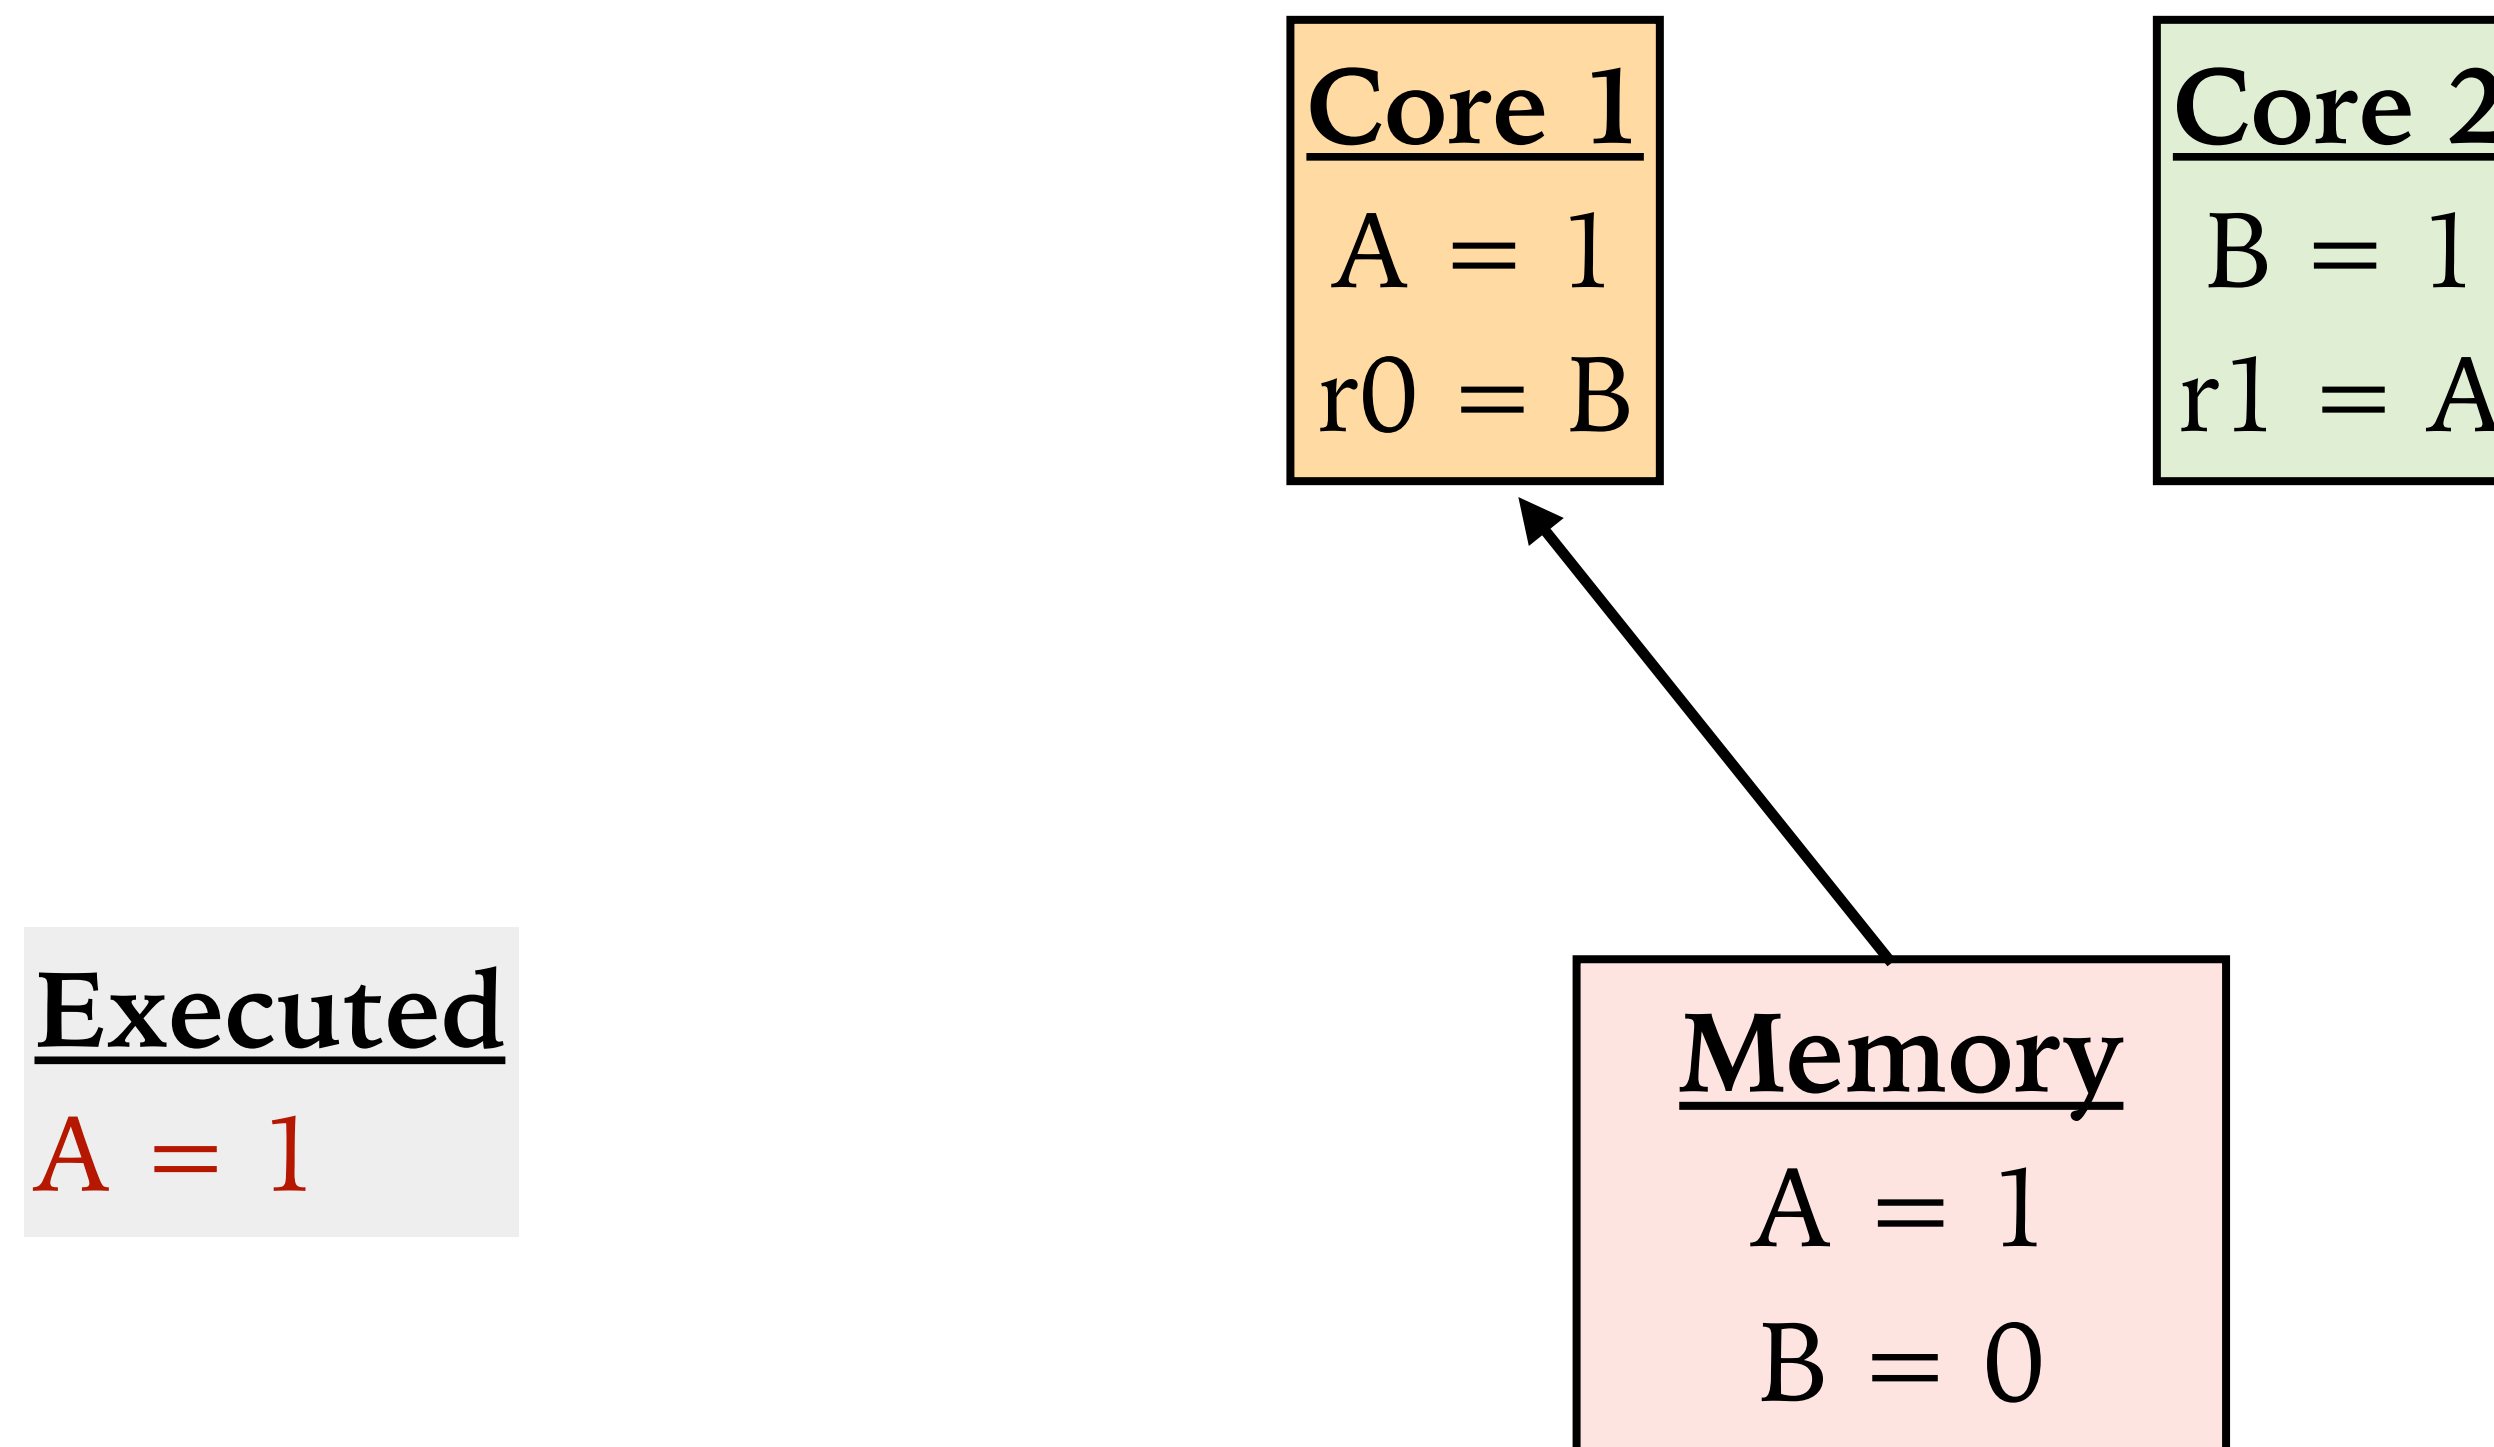 Core 1
A = 1
r0 = B
Core 2
B = 1
r1 = A
Executed
A = 1
Memory
A = 1
B = 0